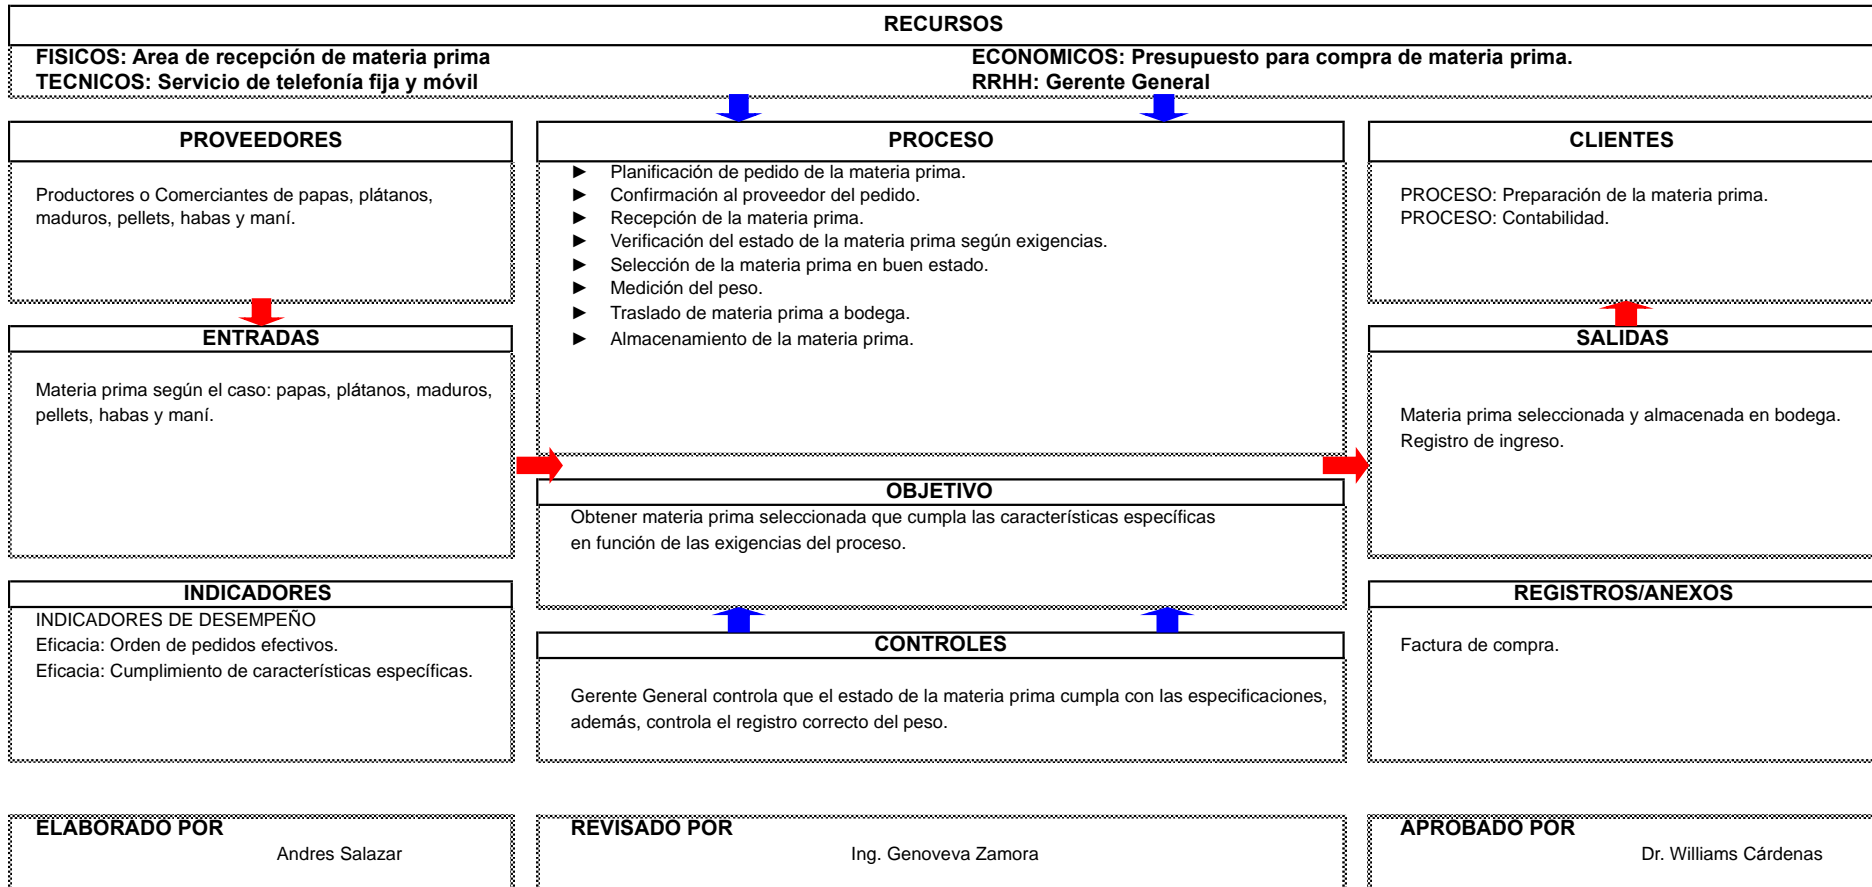 RECURSOS
FISICOS: Area de recepción de materia prima
TECNICOS: Servicio de telefonía fija y móvil
ECONOMICOS: Presupuesto para compra de materia prima.
RRHH: Gerente General
PROVEEDORES
Productores o Comerciantes de papas, plátanos,
maduros, pellets, habas y maní.
PROCESO
► Planificación de pedido de la materia prima.
► Confirmación al proveedor del pedido.
► Recepción de la materia prima.
► Verificación del estado de la materia prima según exigencias.
► Selección de la materia prima en buen estado.
► Medición del peso.
► Traslado de materia prima a bodega.
► Almacenamiento de la materia prima.
CLIENTES
PROCESO: Preparación de la materia prima.
PROCESO: Contabilidad.
ENTRADAS
Materia prima según el caso: papas, plátanos, maduros,
pellets, habas y maní.
SALIDAS
Materia prima seleccionada y almacenada en bodega.
Registro de ingreso.
OBJETIVO
Obtener materia prima seleccionada que cumpla las características específicas
en función de las exigencias del proceso.
INDICADORES
INDICADORES DE DESEMPEÑO
Eficacia: Orden de pedidos efectivos.
Eficacia: Cumplimiento de características específicas.
CONTROLES
Gerente General controla que el estado de la materia prima cumpla con las especificaciones,
además, controla el registro correcto del peso.
REGISTROS/ANEXOS
Factura de compra.
ELABORADO POR
Andres Salazar
REVISADO POR
Ing. Genoveva Zamora
APROBADO POR
Dr. Williams Cárdenas